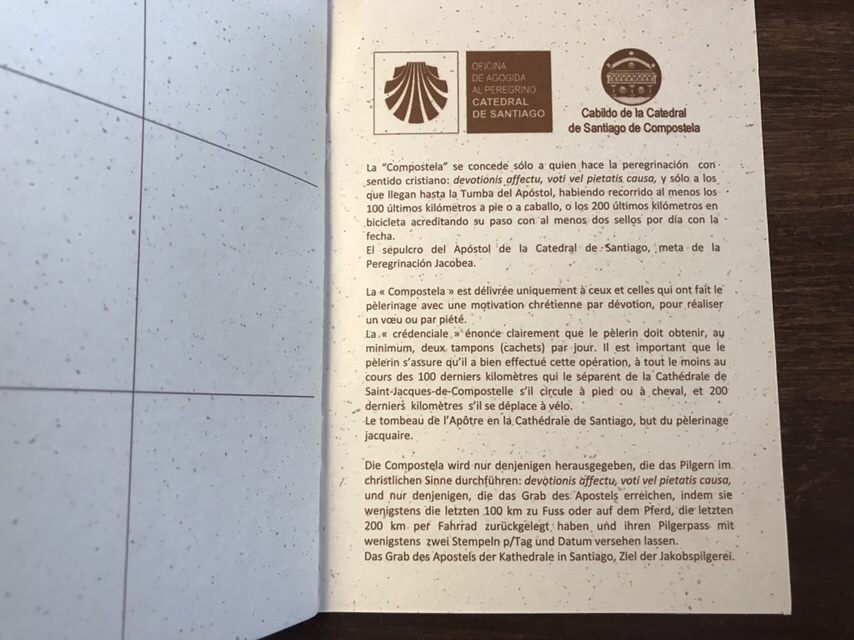 OFICINA
DE AGOGIDA
AL PEREGRINO
CATEDRAL
DE SANTIAGO
Cabildo de la Catedral
de Santiago de Compostela
La “Compostela” se concede sólo a quien hace la peregrinación con
sentido cristiano: devotionis affectu, voti vel pietatis causa, y sólo a los
que llegan hasta la Tumba del Apóstol, habiendo recorrido al menos los
100 últimos kilómetros a pie o a caballo, o los 200 últimos kilómetros en
bicicleta acreditando su paso con al menos dos sellos por día con la
fecha.
El sepulcro del Apóstol de la Catedral de Santiago, meta de la
Peregrinación Jacobea.
La « Compostela » est délivrée uniquement à ceux et celles qui ont fait le
pèlerinage avec une motivation chrétienne par dévotion, pour réaliser
un vœu ou par piété.
La « crédenciale » énonce clairement que le pèlerin doit obtenir, au
minimum, deux tampons (cachets) par jour. Il est important que le
pèlerin s’assure qu’il a bien effectué cette opération, à tout le moins au
cours des 100 derniers kilomètres qui le séparent de la Cathédrale de
Saint-Jacques-de-Compostelle s’il circule à pied ou à cheval, et 200
derniers kilomètres s’il se déplace à vélo.
Le tombeau de l’Apôtre en la Cathédrale de Santiago, but du pèlerinage
jacquaire.
Die Compostela wird nur denjenigen herausgegeben, die das Pilgern im
christlichen Sinne durchführen: devotionis affectu, voti vel pietatis causa,
und nur denjenigen, die das Grab des Apostels erreichen, indem sie
wenigstens die letzten 100 km zu Fuss oder auf dem Pferd, die letzten
200 km per Fahrrad zurückgelegt haben und ihren Pilgerpass mit
wenigstens zwei Stempeln p/Tag und Datum versehen lassen.
Das Grab des Apostels der Kathedrale in Santiago, Ziel der Jakobspilgerei.